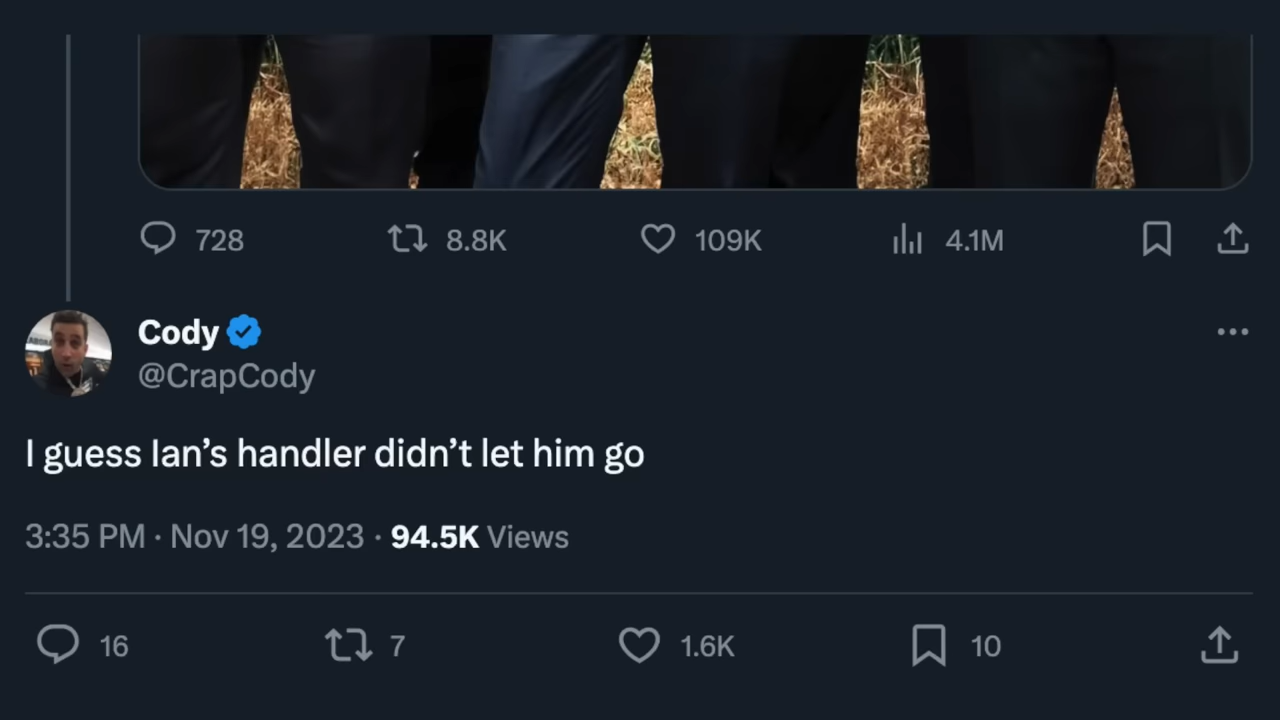 728 8.8K 109K 4.1M
Cody
@CrapCody
I guess Ian’s handler didn’t let him go
3:35 PM · Nov 19, 2023 · 94.5K Views
16 7 1.6K 10